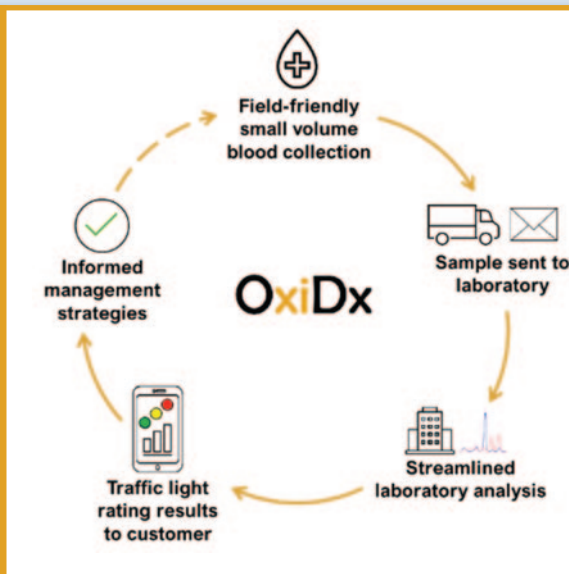 Field-friendly
small volume
blood collection
Sample sent to
laboratory
Streamlined
laboratory analysis
Traffic light
rating results
to customer
Informed
management
strategies
OxiDx